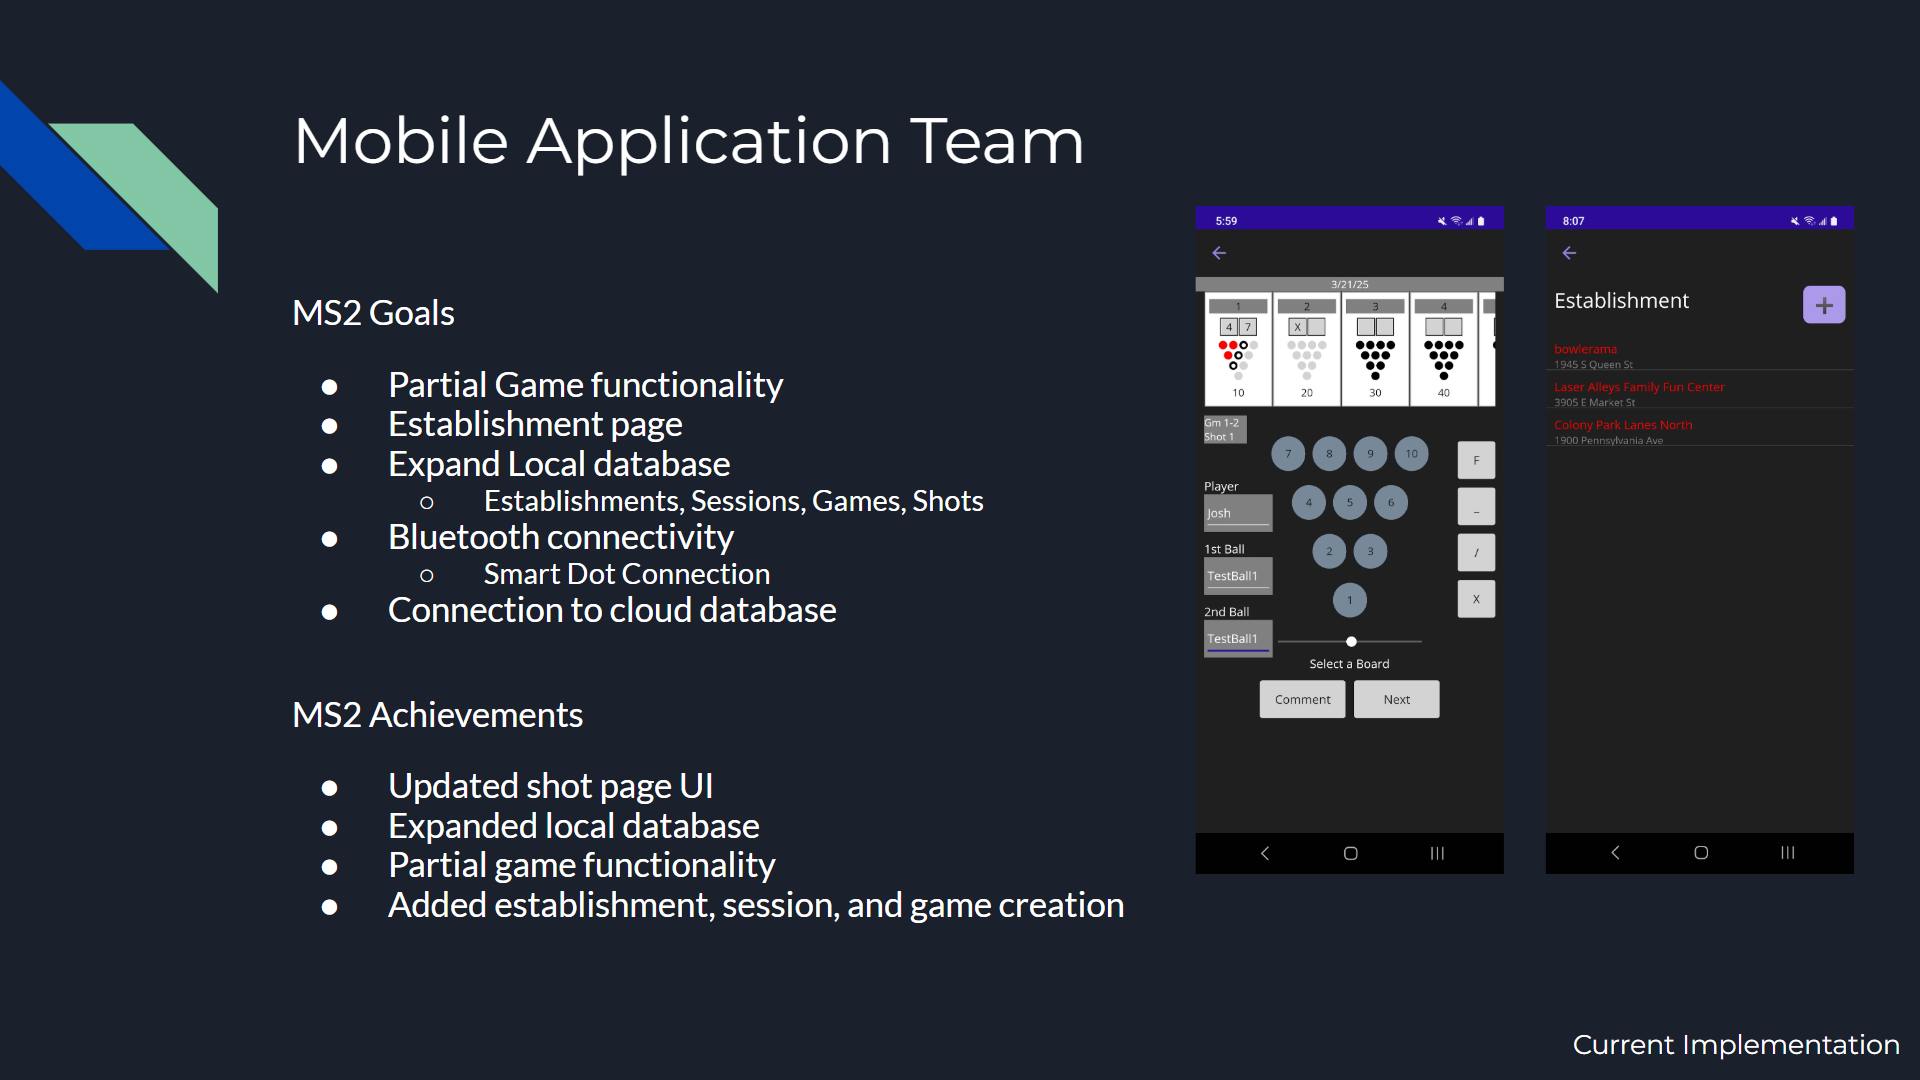 Mobile Application Team
MS2 Goals
● Partial Game functionality
● Establishment page
● Expand Local database
○ Establishments, Sessions, Games, Shots
● Bluetooth connectivity
○ Smart Dot Connection
● Connection to cloud database
MS2 Achievements
● Updated shot page UI
● Expanded local database
● Partial game functionality
● Added establishment, session, and game creation
5:59
3/21/25
1 2 3 4
4 7 X
10 20 30 40
Gm 1-2
Shot 1
7 8 9 10
F
Player
4 5 6
_
Josh
1st Ball
2 3
/
TestBall1
1
X
2nd Ball
TestBall1
Select a Board
Comment Next
8:07
Establishment
+
bowlerama
1945 S Queen St
Laser Alleys Family Fun Center
3905 E Market St
Colony Park Lanes North
1900 Pennsylvania Ave
Current Implementation